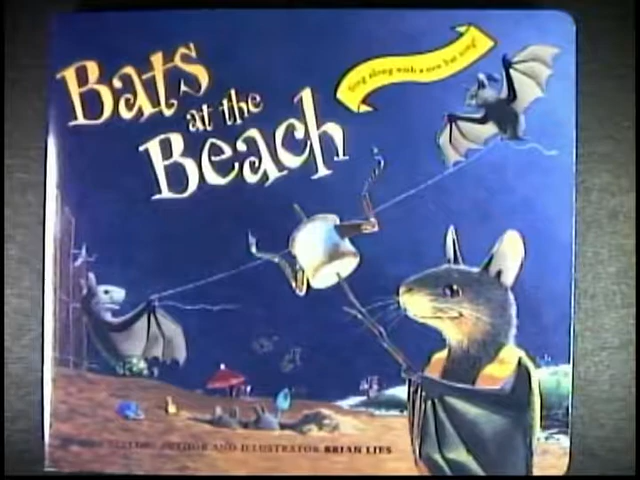 Bats
at the
Beach
Sing along with a new bat song!
AUTHOR AND ILLUSTRATOR BRIAN LIES